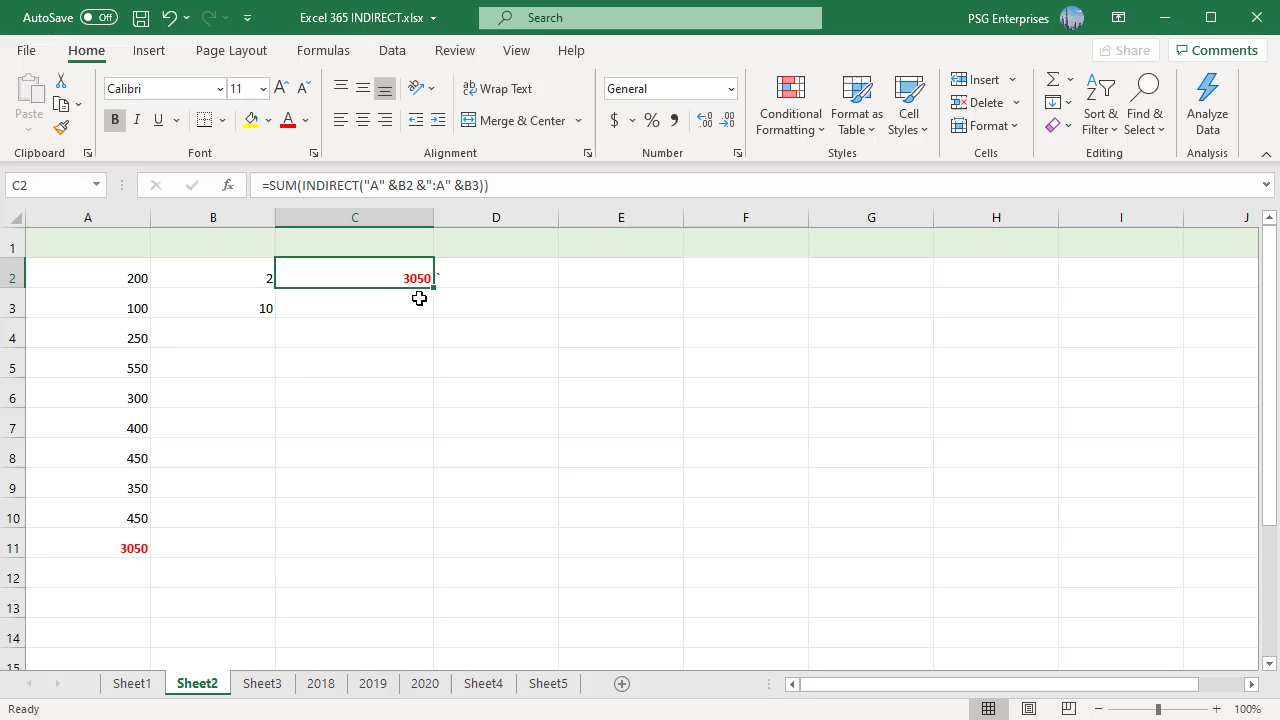 AutoSave Off Excel 365 INDIRECT.xlsx Search PSG Enterprises
File Home Insert Page Layout Formulas Data Review View Help Share Comments
Paste Calibri 11 A A Wrap Text General Conditional Formatting Format as Table Cell Styles Insert Sort & Filter Find & Select Analyze Data
B I U A Merge & Center $ % Delete
Format
Clipboard Font Alignment Number Styles Cells Editing Analysis
C2 fx =SUM(INDIRECT("A" &B2 &":A" &B3))
A B C D E F G H I J
1
2 200 2 3050 `
3 100 10
4 250
5 550
6 300
7 400
8 450
9 350
10 450
11 3050
12
13
14
15
Sheet1 Sheet2 Sheet3 2018 2019 2020 Sheet4 Sheet5
Ready 100%